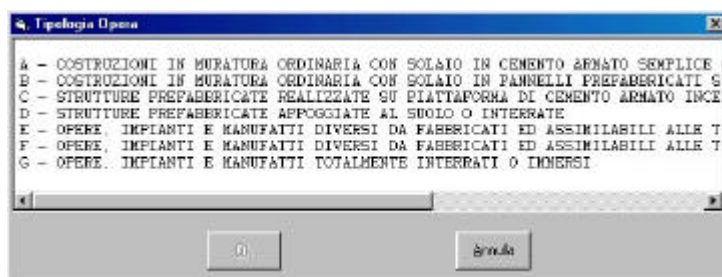 Tipologia Opera
A - COSTRUZIONI IN MURATURA ORDINARIA CON SOLAIO IN CEMENTO ARMATO SEMPLICE
B - COSTRUZIONI IN MURATURA ORDINARIA CON SOLAIO IN PANNELLI PREFABBRICATI S
C - STRUTTURE PREFABBRICATE REALIZZATE SU PIATTAFORMA DI CEMENTO ARMATO INCE
D - STRUTTURE PREFABBRICATE APPOGGIATE AL SUOLO O INTERRATE
E - OPERE, IMPIANTI E MANUFATTI DIVERSI DA FABBRICATI ED ASSIMILABILI ALLE T
F - OPERE, IMPIANTI E MANUFATTI DIVERSI DA FABBRICATI ED ASSIMILABILI ALLE T
G - OPERE. IMPIANTI E MANUFATTI TOTALMENTE INTERRATI O IMMERSI
Annulla